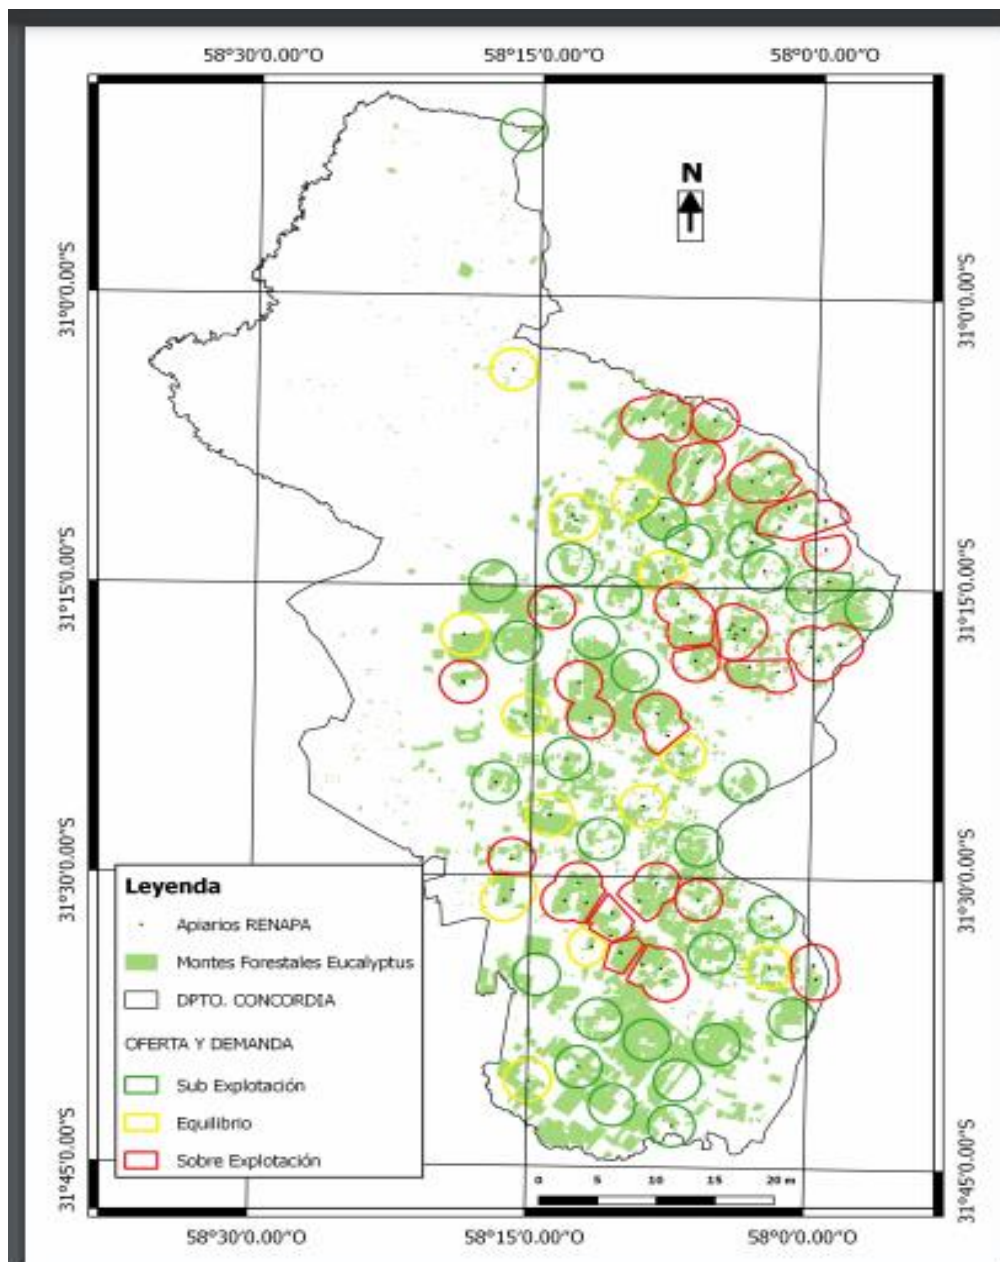 58°30'0.00"O 58°15'0.00"O 58°0'0.00"O
N
31°0'0.00"S 31°0'0.00"S
31°15'0.00"S 31°15'0.00"S
31°30'0.00"S 31°30'0.00"S
31°45'0.00"S 31°45'0.00"S
Leyenda
Apiarios RENAPA
Montes Forestales Eucalyptus
DPTO. CONCORDIA
OFERTA Y DEMANDA
Sub Explotación
Equilibrio
Sobre Explotación
0 5 10 15 20 m
58°30'0.00"O 58°15'0.00"O 58°0'0.00"O